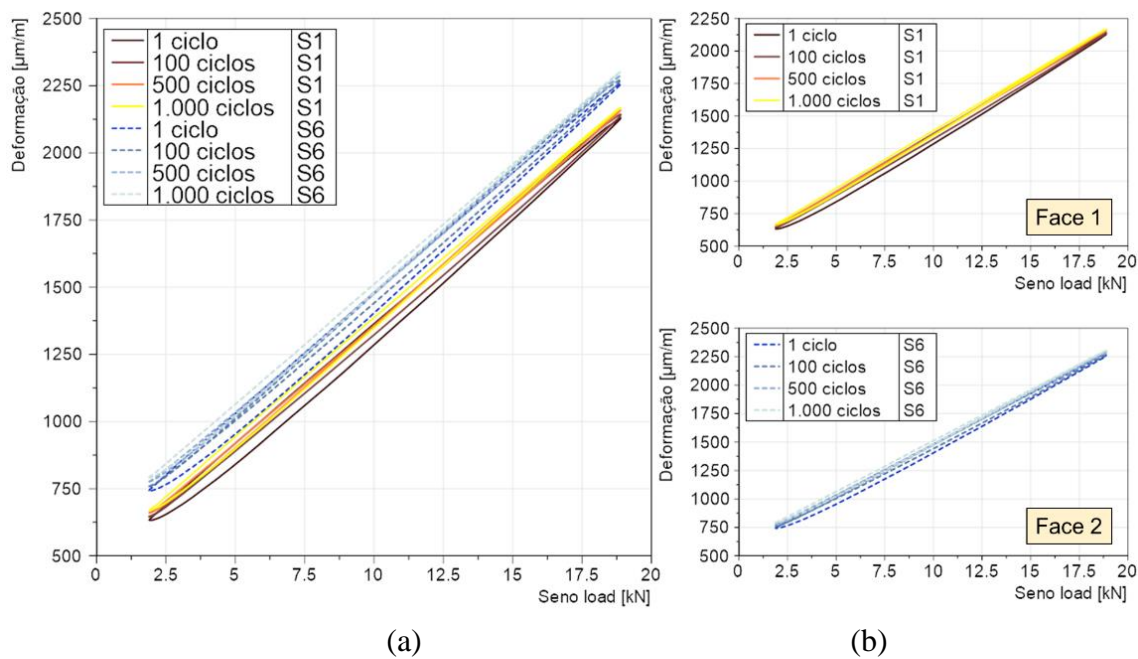 2500
2250
2000
1750
1500
1250
1000
750
500
Deformação [µm/m]
1 ciclo S1
100 ciclos S1
500 ciclos S1
1.000 ciclos S1
1 ciclo S6
100 ciclos S6
500 ciclos S6
1.000 ciclos S6
0 2.5 5 7.5 10 12.5 15 17.5 20
Seno load [kN]
(a)
2250
2000
1750
1500
1250
1000
750
500
Deformação [µm/m]
1 ciclo S1
100 ciclos S1
500 ciclos S1
1.000 ciclos S1
Face 1
0 2.5 5 7.5 10 12.5 15 17.5 20
Seno load [kN]
2500
2250
2000
1750
1500
1250
1000
750
500
Deformação [µm/m]
1 ciclo S6
100 ciclos S6
500 ciclos S6
1.000 ciclos S6
Face 2
0 2.5 5 7.5 10 12.5 15 17.5 20
Seno load [kN]
(b)